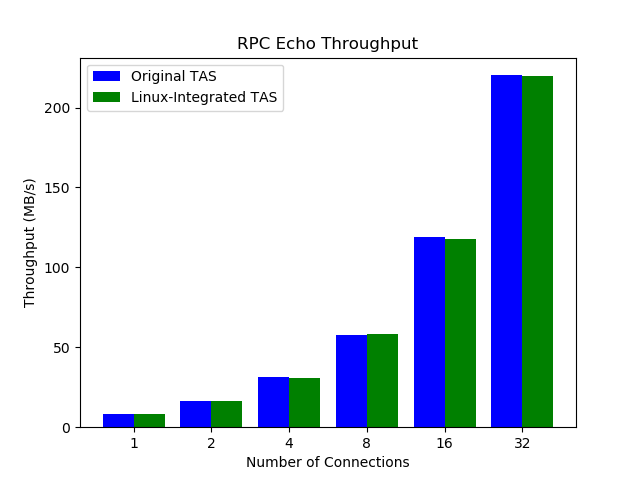 RPC Echo Throughput
Original TAS
Linux-Integrated TAS
Throughput (MB/s)
200
150
100
50
0
1 2 4 8 16 32
Number of Connections